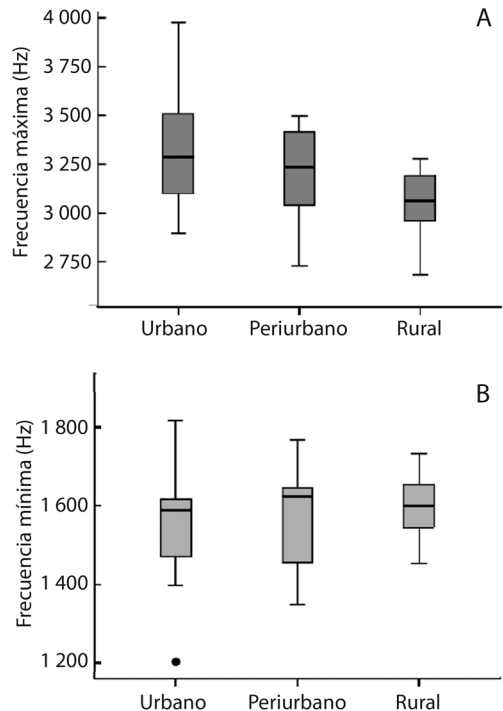 A
Frecuencia máxima (Hz)
4 000
3 750
3 500
3 250
3 000
2 750
Urbano Periurbano Rural
B
Frecuencia mínima (Hz)
1 800
1 600
1 400
1 200
Urbano Periurbano Rural